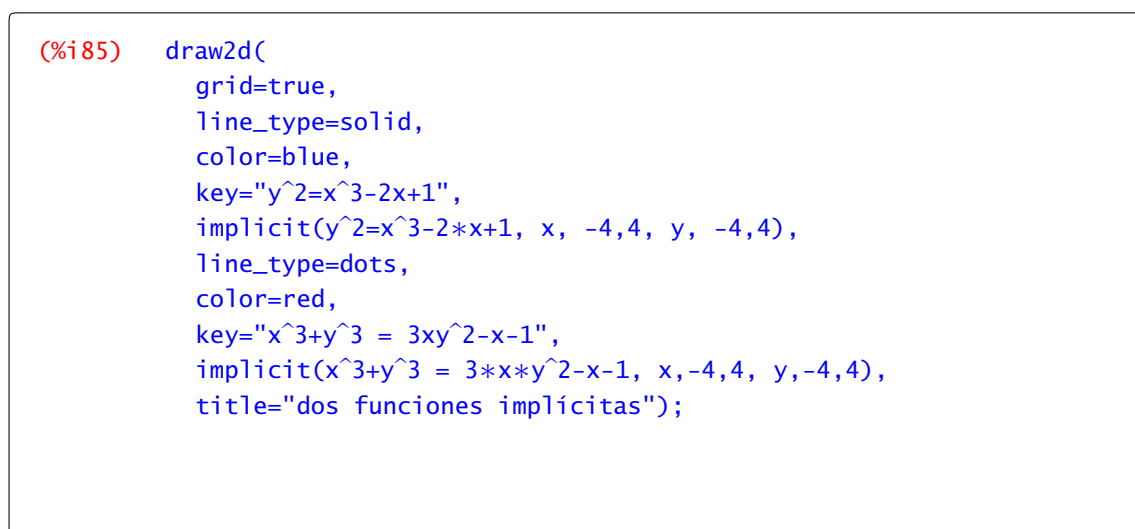 (%i85) draw2d(
grid=true,
line_type=solid,
color=blue,
key="y^2=x^3-2x+1",
implicit(y^2=x^3-2*x+1, x, -4,4, y, -4,4),
line_type=dots,
color=red,
key="x^3+y^3 = 3xy^2-x-1",
implicit(x^3+y^3 = 3*x*y^2-x-1, x,-4,4, y,-4,4),
title="dos funciones implícitas");